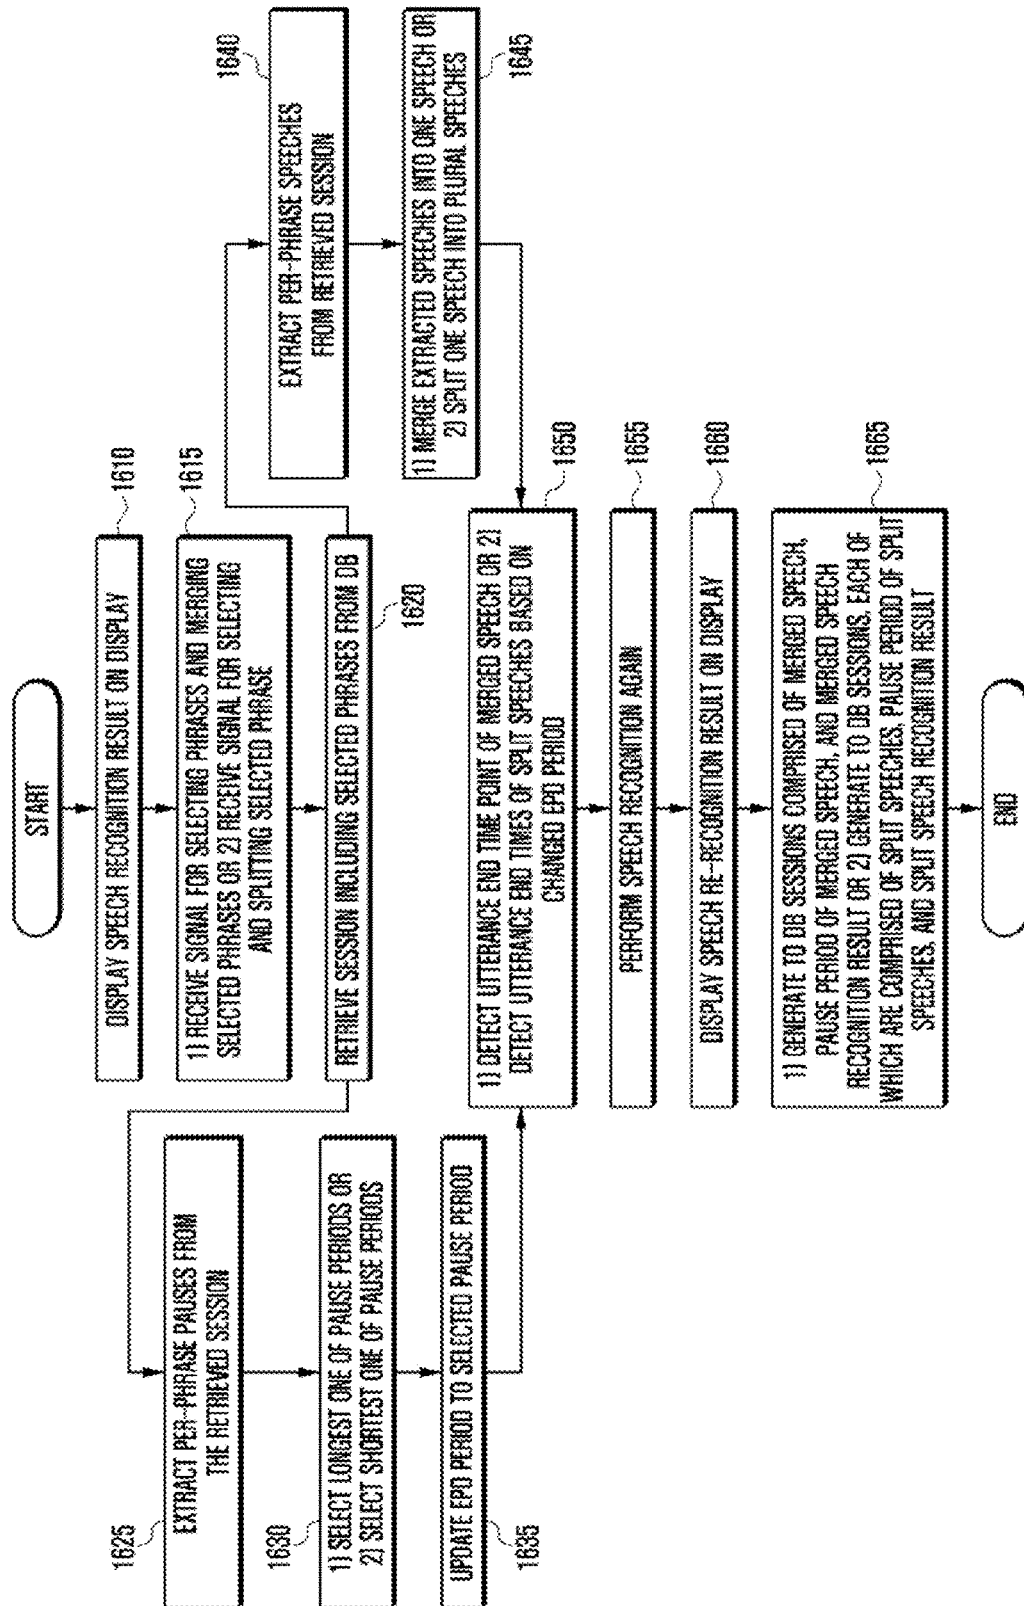 START
DISPLAY SPEECH RECOGNITION RESULT ON DISPLAY
1610
1) RECEIVE SIGNAL FOR SELECTING PHRASES AND MERGING
SELECTED PHRASES OR 2) RECEIVE SIGNAL FOR SELECTING
AND SPLITTING SELECTED PHRASE
1615
RETRIEVE SESSION INCLUDING SELECTED PHRASES FROM DB
1620
EXTRACT PER-PHRASE PAUSES FROM
THE RETRIEVED SESSION
1625
1) SELECT LONGEST ONE OF PAUSE PERIODS OR
2) SELECT SHORTEST ONE OF PAUSE PERIODS
1630
UPDATE EPD PERIOD TO SELECTED PAUSE PERIOD
1635
EXTRACT PER-PHRASE SPEECHES
FROM RETRIEVED SESSION
1640
1) MERGE EXTRACTED SPEECHES INTO ONE SPEECH OR
2) SPLIT ONE SPEECH INTO PLURAL SPEECHES
1645
1) DETECT UTTERANCE END TIME POINT OF MERGED SPEECH OR 2)
DETECT UTTERANCE END TIMES OF SPLIT SPEECHES BASED ON
CHANGED EPD PERIOD
1650
PERFORM SPEECH RECOGNITION AGAIN
1655
DISPLAY SPEECH RE-RECOGNITION RESULT ON DISPLAY
1660
1) GENERATE TO DB SESSIONS COMPRISED OF MERGED SPEECH,
PAUSE PERIOD OF MERGED SPEECH, AND MERGED SPEECH
RECOGNITION RESULT OR 2) GENERATE TO DB SESSIONS, EACH OF
WHICH ARE COMPRISED OF SPLIT SPEECHES, PAUSE PERIOD OF SPLIT
SPEECHES, AND SPLIT SPEECH RECOGNITION RESULT
1665
END